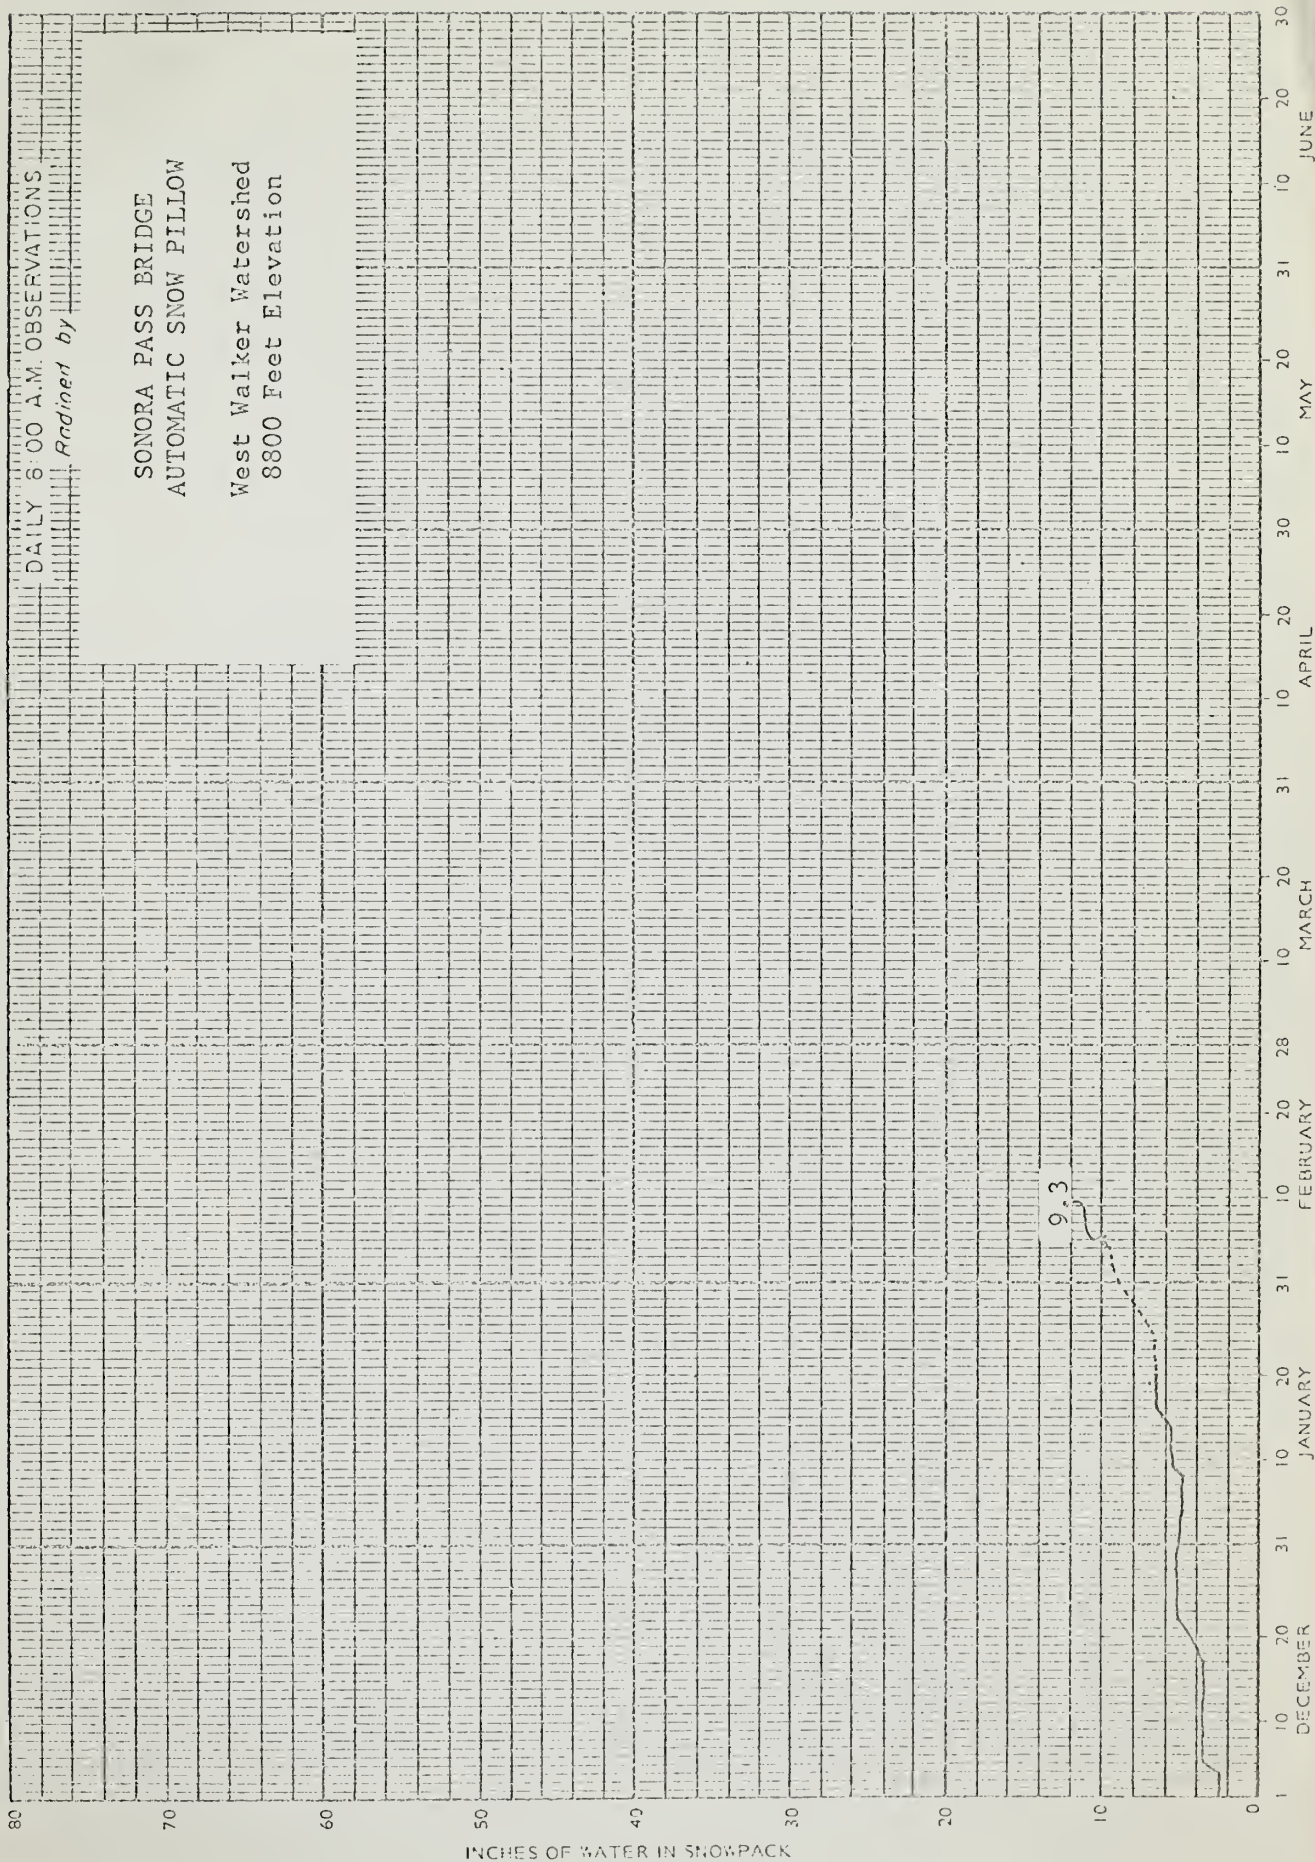 DAILY 8:00 A.M. OBSERVATIONS
by
SONORA PASS BRIDGE
AUTOMATIC SNOW PILLOW
West Walker Watershed
8800 Feet Elevation
INCHES OF WATER IN SNOWPACK
80
70
60
50
40
30
20
10
0
9.3
1 10 20 31 10 20 31 10 20 28 10 20 31 10 20 30 10 20 31 10 20 30
DECEMBER JANUARY FEBRUARY MARCH APRIL MAY JUNE